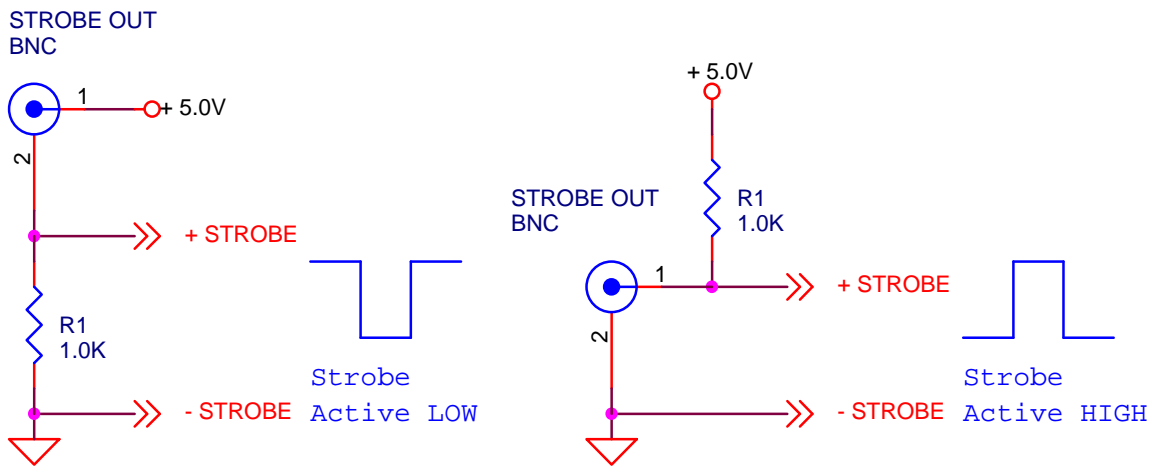 STROBE OUT
BNC
1
+ 5.0V
2
+ STROBE
R1
1.0K
- STROBE
Strobe
Active LOW
+ 5.0V
STROBE OUT
BNC
R1
1.0K
1
+ STROBE
2
- STROBE
Strobe
Active HIGH